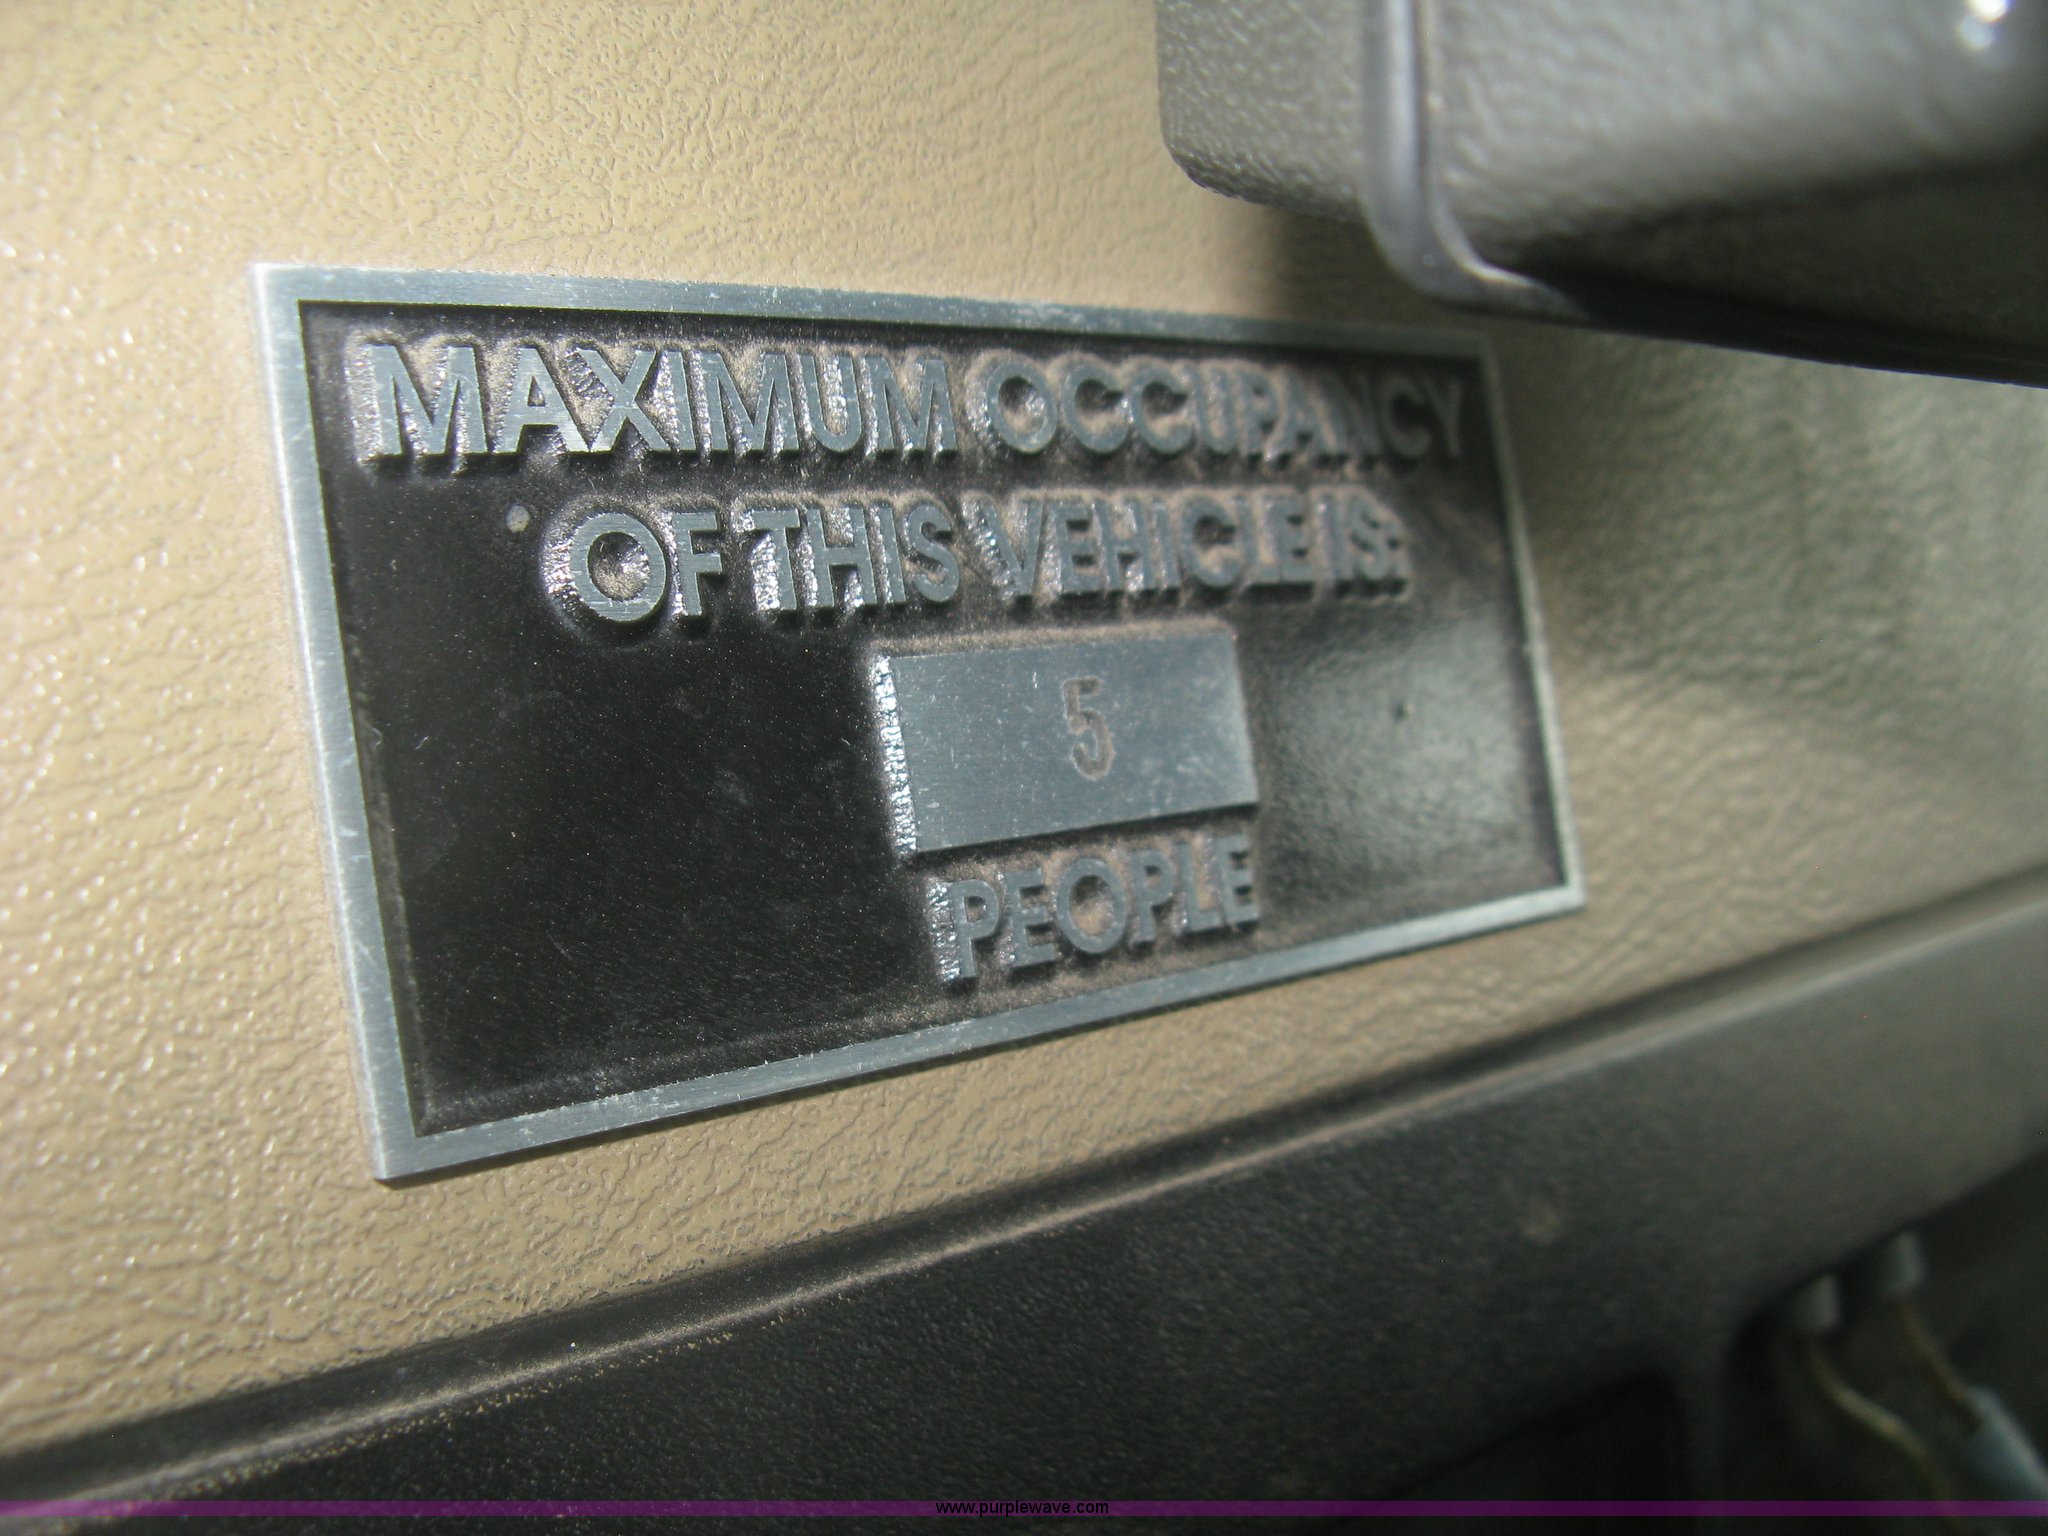 MAXIMUM OCCUPANCY
OF THIS VEHICLE IS:
5
PEOPLE
www.purplewave.com